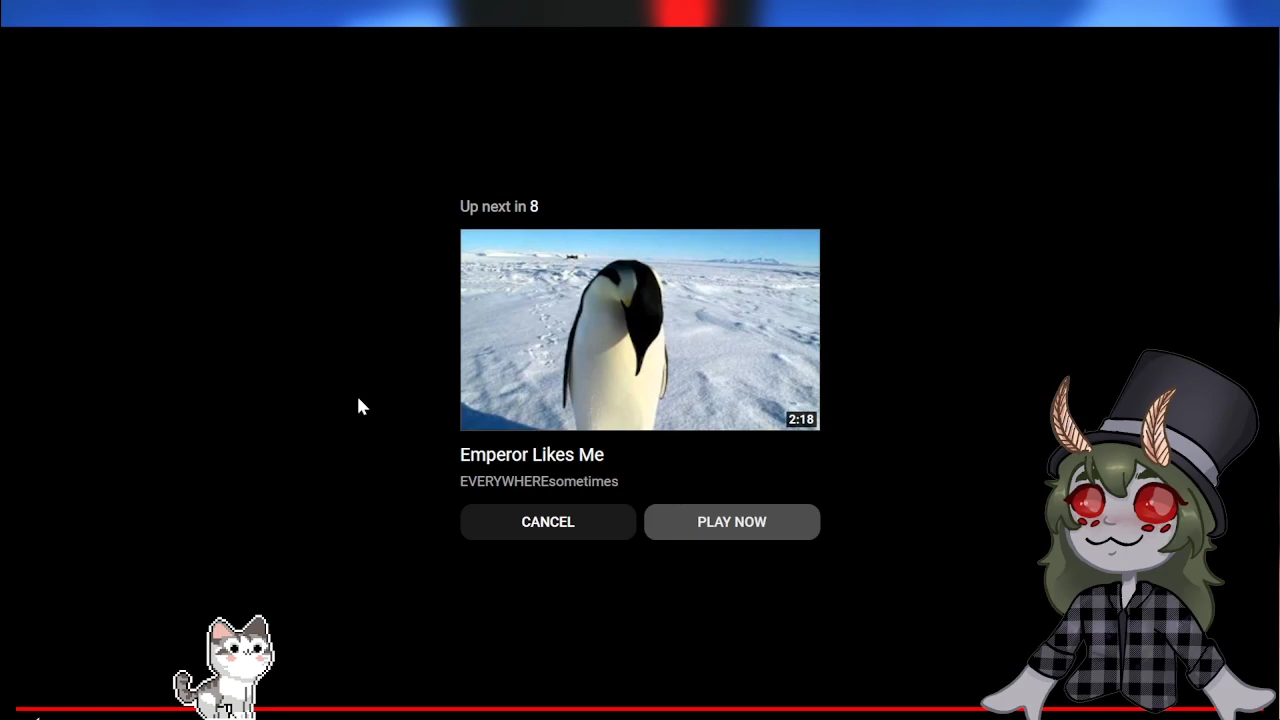 Up next in 8
2:18
Emperor Likes Me
EVERYWHEREsometimes
CANCEL
PLAY NOW